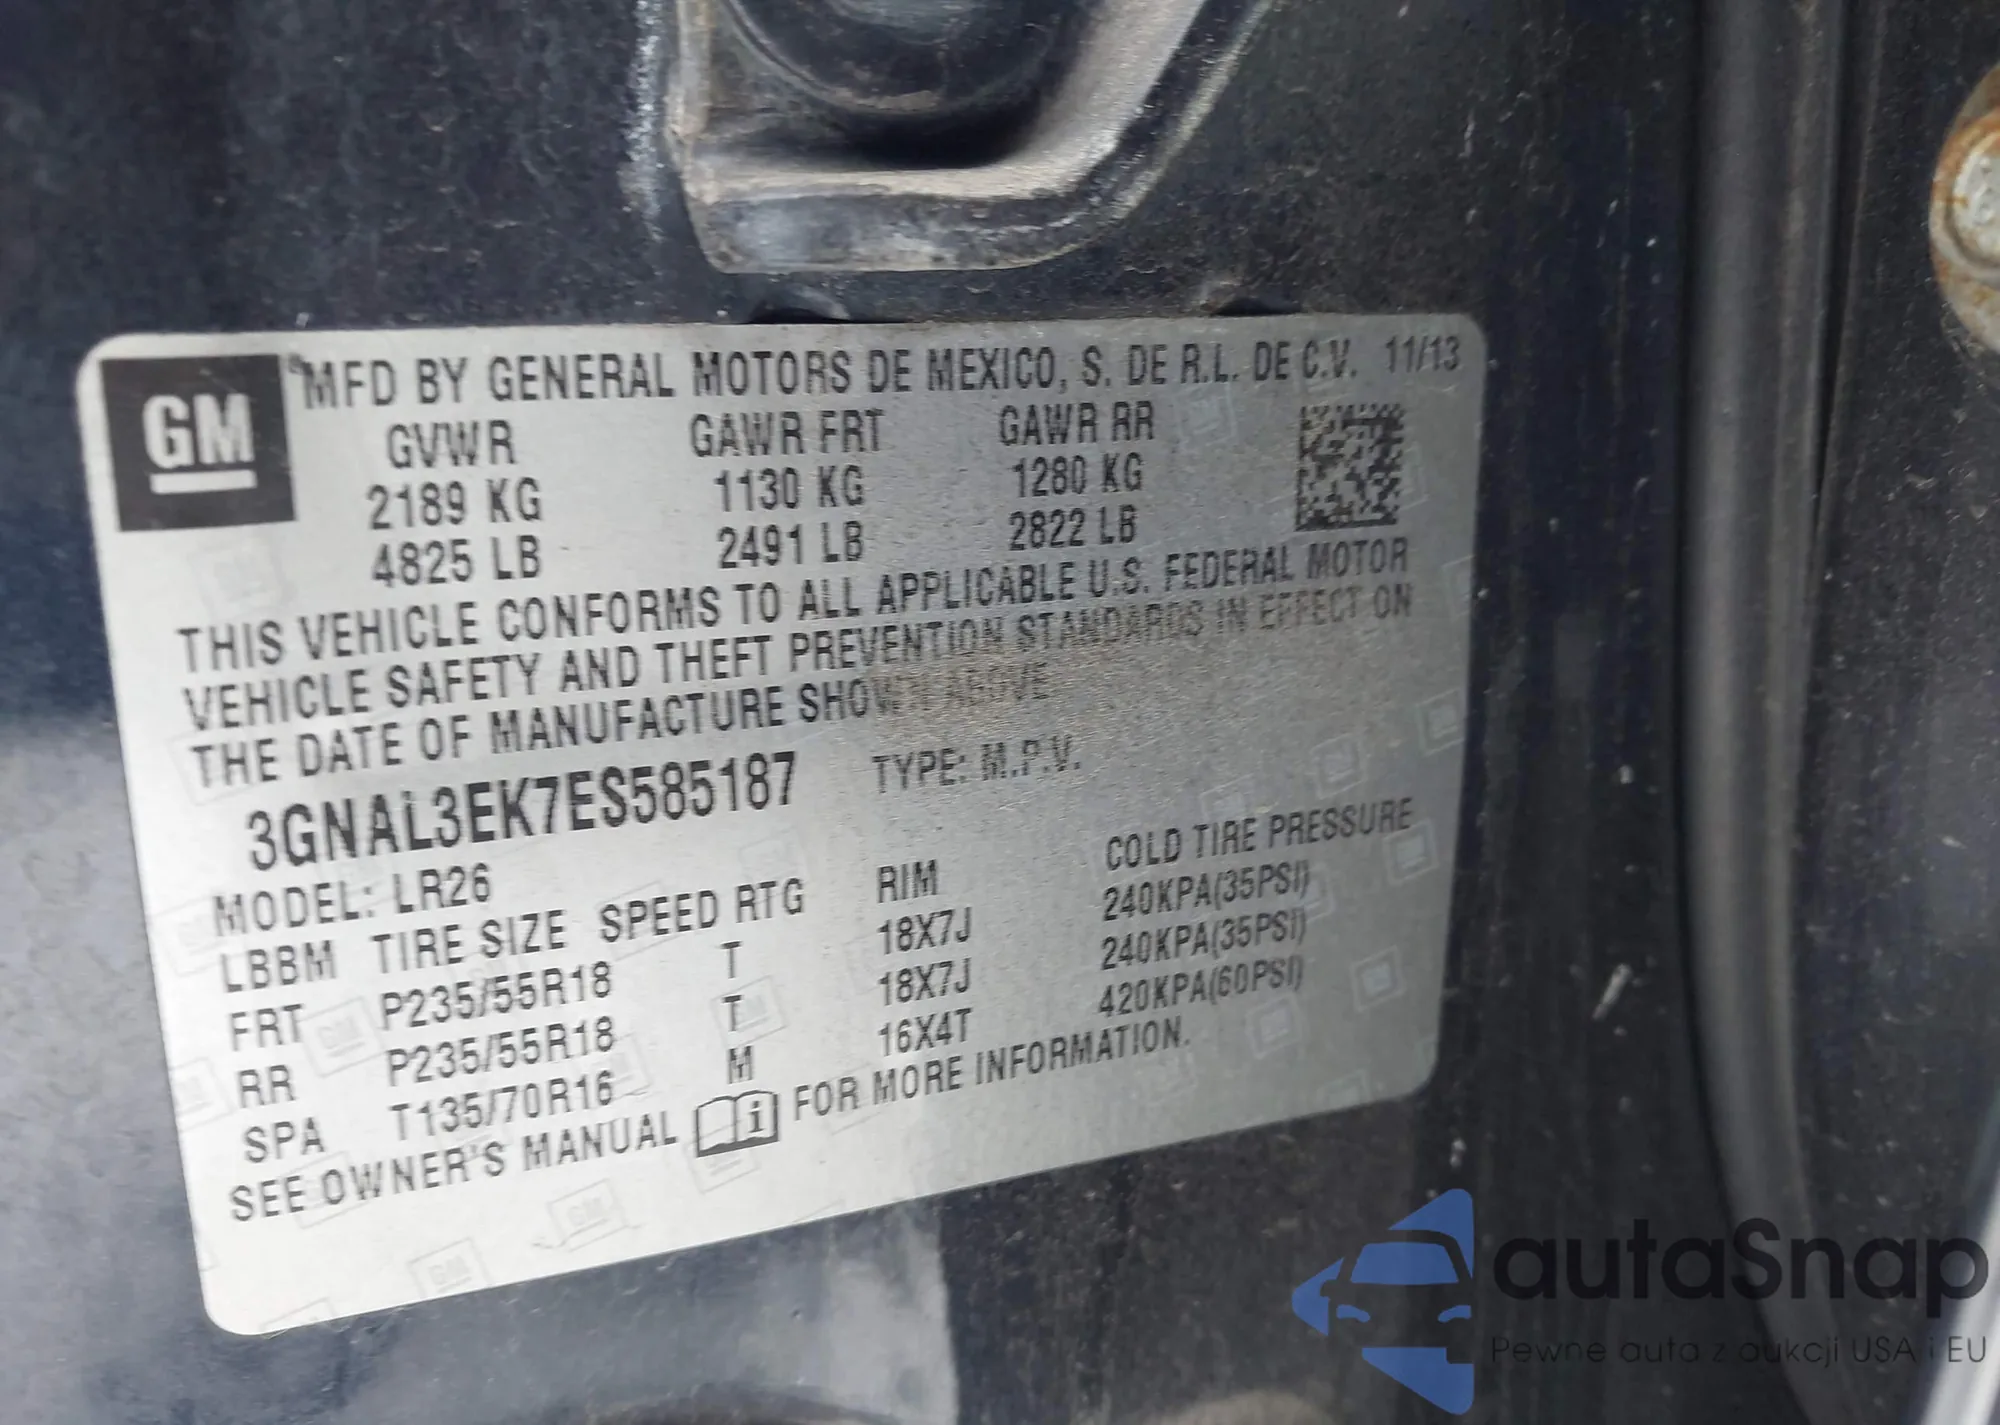 GM
MFD BY GENERAL MOTORS DE MEXICO, S. DE R.L. DE C.V. 11/13
GVWR GAWR FRT GAWR RR
2189 KG 1130 KG 1280 KG
4825 LB 2491 LB 2822 LB
THIS VEHICLE CONFORMS TO ALL APPLICABLE U.S. FEDERAL MOTOR
VEHICLE SAFETY AND THEFT PREVENTION STANDARDS IN EFFECT ON
THE DATE OF MANUFACTURE SHOWN ABOVE
3GNAL3EK7ES585187 TYPE: M.P.V.
MODEL: LR26
LBBM TIRE SIZE SPEED RTG RIM COLD TIRE PRESSURE
FRT P235/55R18 T 18X7J 240KPA(35PSI)
RR P235/55R18 T 18X7J 240KPA(35PSI)
SPA T135/70R16 M 16X4T 420KPA(60PSI)
SEE OWNER'S MANUAL i FOR MORE INFORMATION.
autaSnap
Pewne auta z aukcji USA i EU